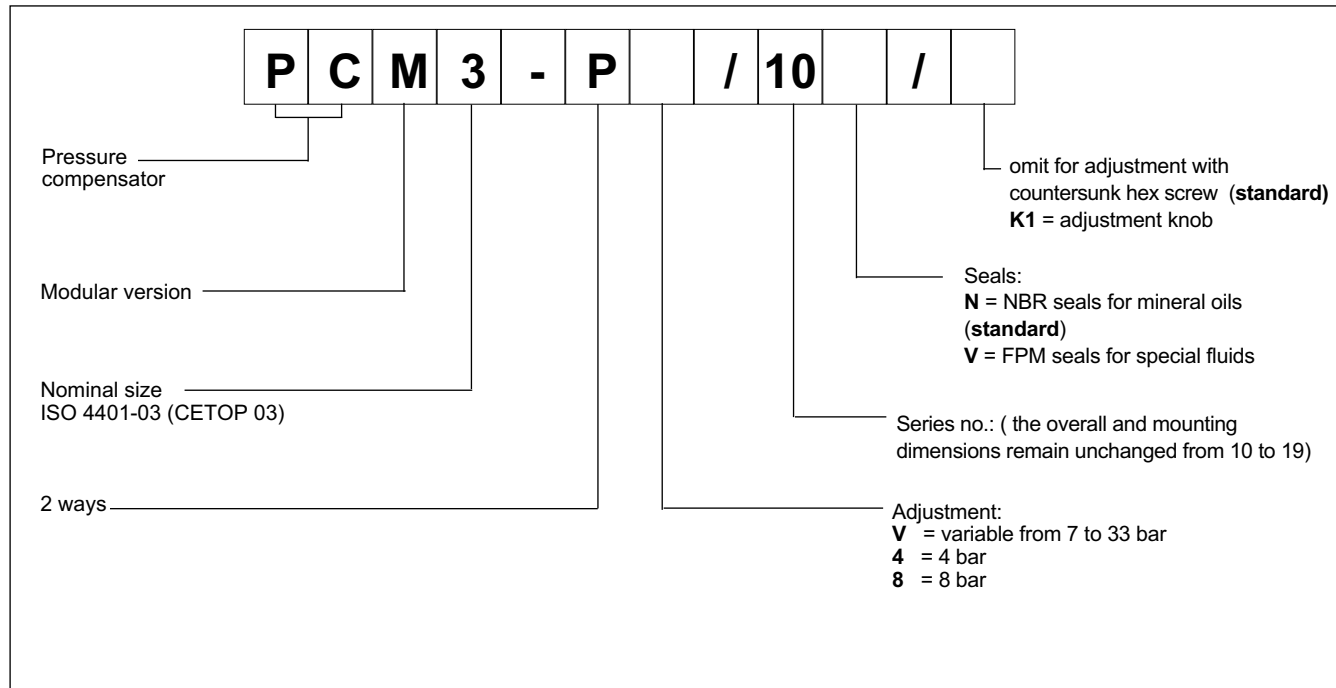 P C M 3 - P / 10 /
Pressure
compensator
Modular version
Nominal size
ISO 4401-03 (CETOP 03)
2 ways
omit for adjustment with
countersunk hex screw (standard)
K1 = adjustment knob
Seals:
N = NBR seals for mineral oils
(standard)
V = FPM seals for special fluids
Series no.: ( the overall and mounting
dimensions remain unchanged from 10 to 19)
Adjustment:
V = variable from 7 to 33 bar
4 = 4 bar
8 = 8 bar